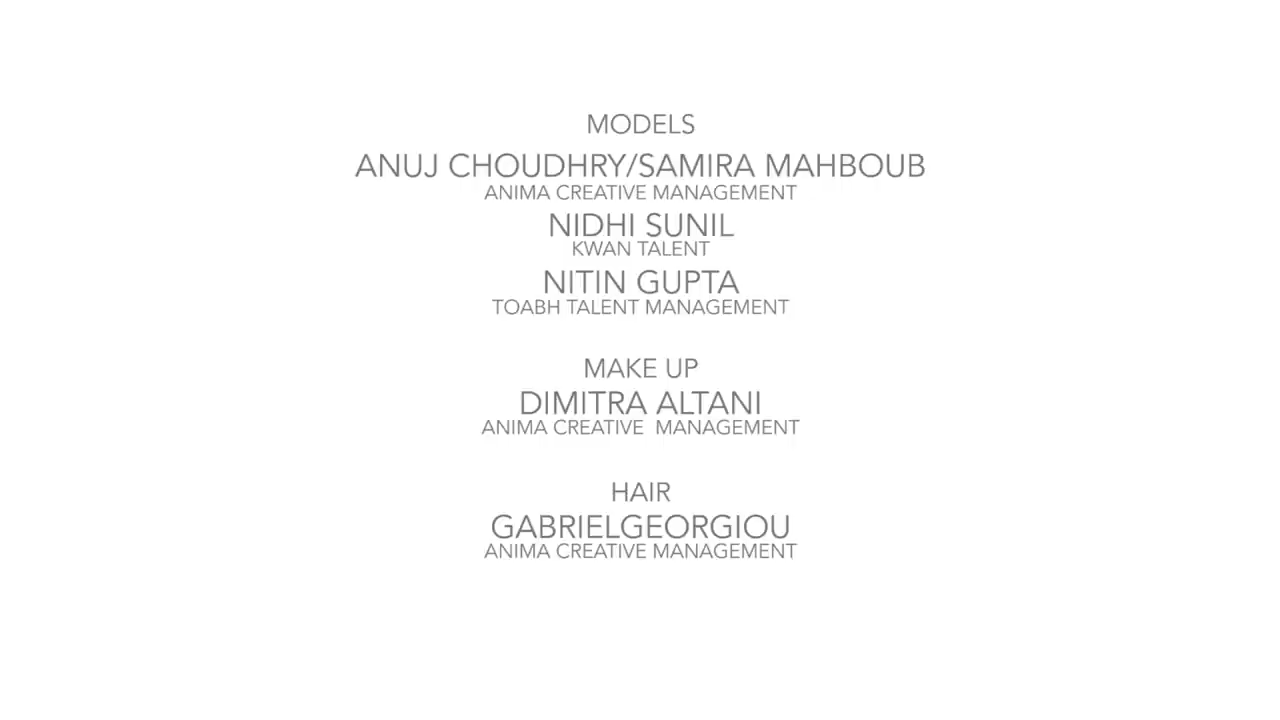 MODELS
ANUJ CHOUDHRY/SAMIRA MAHBOUB
ANIMA CREATIVE MANAGEMENT
NIDHI SUNIL
KWAN TALENT
NITIN GUPTA
TOABH TALENT MANAGEMENT
MAKE UP
DIMITRA ALTANI
ANIMA CREATIVE MANAGEMENT
HAIR
GABRIELGEORGIOU
ANIMA CREATIVE MANAGEMENT